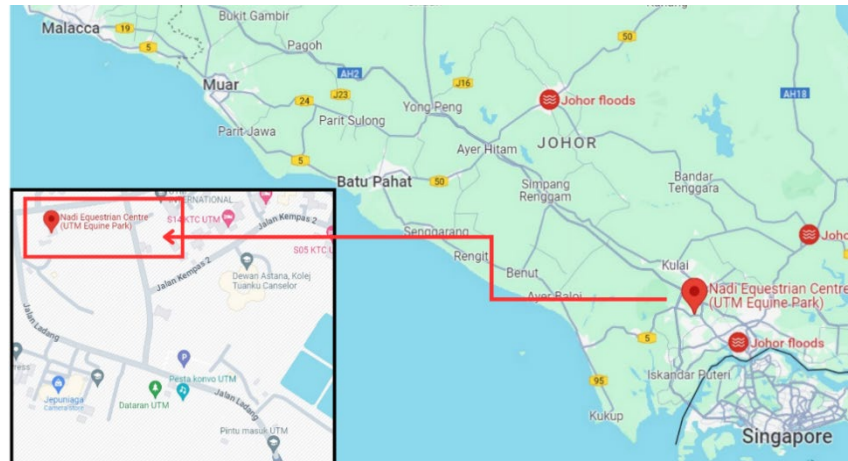 Malacca
19
5
Bukit Gambir
Pagoh
50
Muar
AH2
J16
AH18
24
J23
Yong Peng
Johor floods
Parit Jawa
Parit Sulong
5
Ayer Hitam
JOHOR
Batu Pahat
50
Simpang
Renggam
Bandar
Tenggara
Senggarang
Rengit
Benut
Ayer Baloi
Kulai
Nadi Equestrian Centre
(UTM Equine Park)
Johor floods
5
Iskandar Puteri
95
Kukup
Singapore
INTERNATIONAL
Nadi Equestrian Centre
(UTM Equine Park)
S14 KTC UTM
Jalan Kempas 2
S05 KTC
Jalan Kempas 2
Dewan Astana, Kolej
Tuanku Canselor
Jalan Ladang
P
Pesta konvo UTM
Jepuniaga
Dataran UTM
Jalan Ladang
Pintu masuk UTM